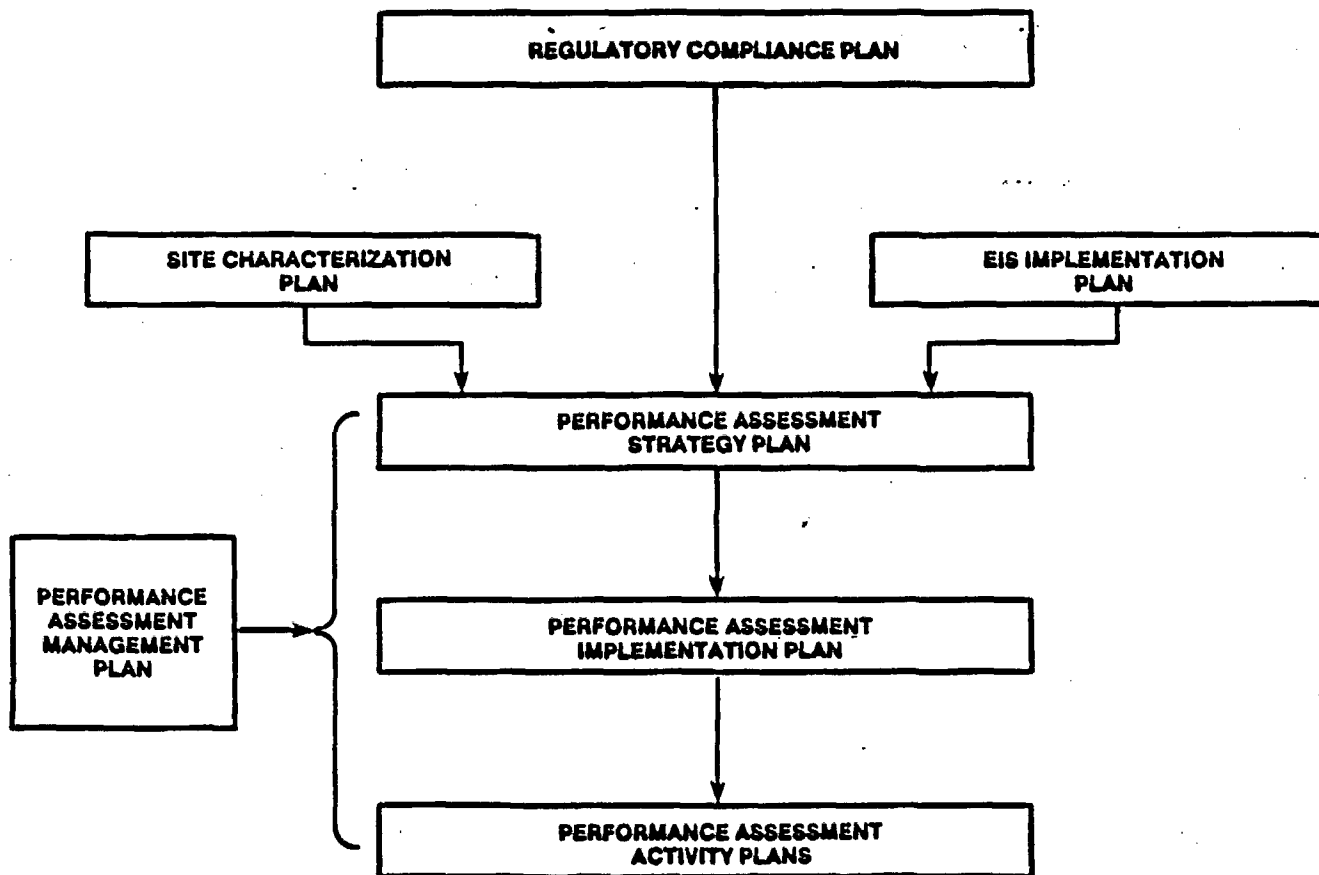 REGULATORY COMPLIANCE PLAN
SITE CHARACTERIZATION
PLAN
EIS IMPLEMENTATION
PLAN
PERFORMANCE ASSESSMENT
STRATEGY PLAN
PERFORMANCE
ASSESSMENT
MANAGEMENT
PLAN
PERFORMANCE ASSESSMENT
IMPLEMENTATION PLAN
PERFORMANCE ASSESSMENT
ACTIVITY PLANS